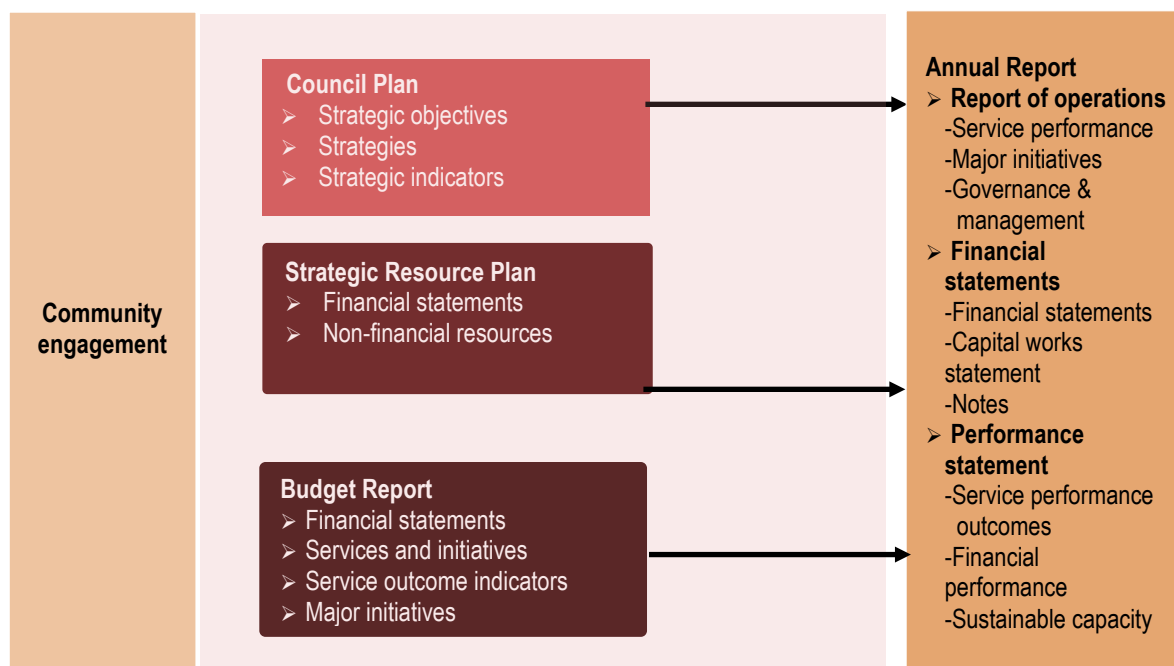 Community
engagement
Council Plan
➢ Strategic objectives
➢ Strategies
➢ Strategic indicators
Strategic Resource Plan
➢ Financial statements
➢ Non-financial resources
Budget Report
➢ Financial statements
➢ Services and initiatives
➢ Service outcome indicators
➢ Major initiatives
Annual Report
➢ Report of operations
-Service performance
-Major initiatives
-Governance &
management
➢ Financial
statements
-Financial statements
-Capital works
statement
-Notes
➢ Performance
statement
-Service performance
outcomes
-Financial
performance
-Sustainable capacity